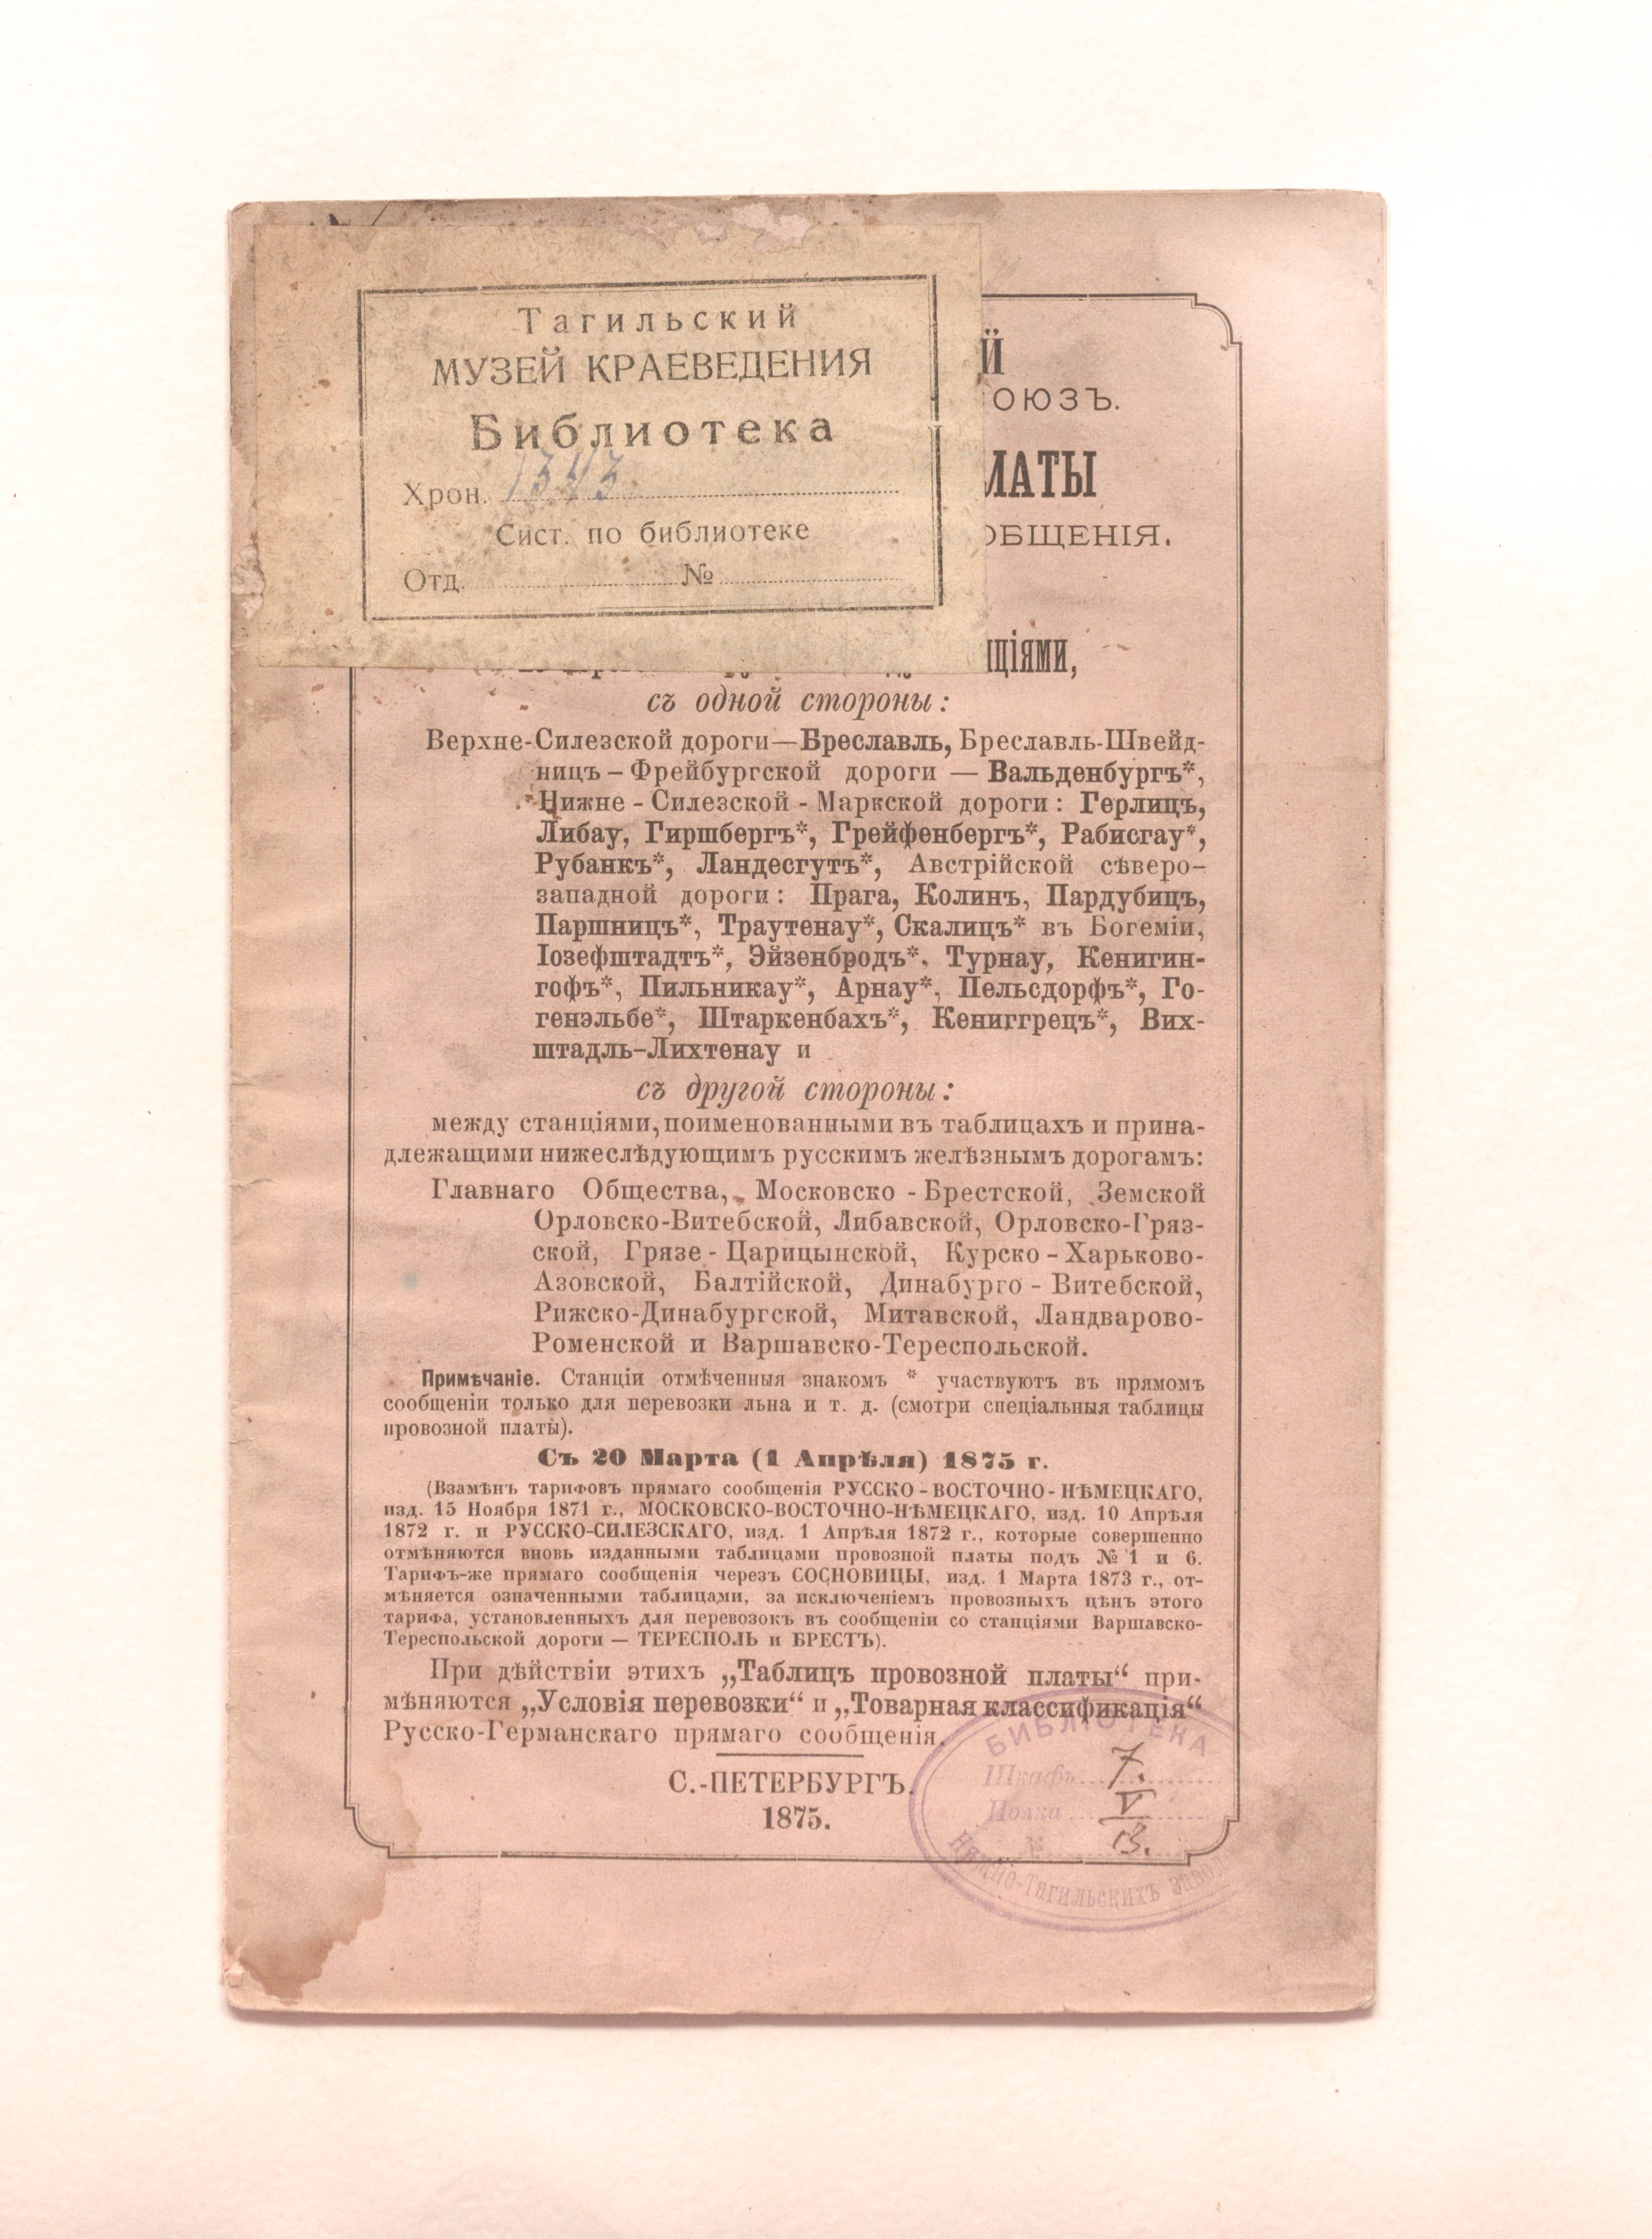 Тагильский
МУЗЕЙ КРАЕВЕДЕНИЯ
Библиотека
Хрон. 1343
Сист. по библиотеке
Отд. №
Й
ОЮЗЪ.
МАТЫ
ОБЩЕНІЯ.
ЦІЯМИ,
съ одной стороны:
Верхне-Силезской дороги—Бреславль, Бреславль-Швейд-
ницъ – Фрейбургской дороги — Вальденбургъ*,
Нижне - Силезской - Маркской дороги: Герлицъ,
Либау, Гиршбергъ*, Грейфенбергъ*, Рабисгау*,
Рубанкъ*, Ландесгутъ*, Австрійской сѣверо-
западной дороги: Прага, Колинъ, Пардубицъ,
Паршницъ*, Траутенау*, Скалицъ* въ Богеміи,
Іозефштадтъ*, Эйзенбродъ*, Турнау, Кенигин-
гофъ*, Пильникау*, Арнау*, Пельсдорфъ*, Го-
генэльбе*, Штаркенбахъ*, Кениггрецъ*, Вих-
штадль-Лихтенау и
съ другой стороны:
между станціями, поименованными въ таблицахъ и прина-
длежащими нижеслѣдующимъ русскимъ желѣзнымъ дорогамъ:
Главнаго Общества, Московско - Брестской, Земской
Орловско-Витебской, Либавской, Орловско-Гряз-
ской, Грязе - Царицынской, Курско - Харьково-
Азовской, Балтійской, Динабурго - Витебской,
Рижско-Динабургской, Митавской, Ландварово-
Роменской и Варшавско-Тереспольской.
Примѣчаніе. Станціи отмѣченныя знакомъ * участвуютъ въ прямомъ
сообщеніи только для перевозки льна и т. д. (смотри спеціальныя таблицы
провозной платы).
Съ 20 Марта (1 Апрѣля) 1875 г.
(Взамѣнъ тарифовъ прямаго сообщенія РУССКО - ВОСТОЧНО - НѢМЕЦКАГО,
изд. 15 Ноября 1871 г., МОСКОВСКО-ВОСТОЧНО-НѢМЕЦКАГО, изд. 10 Апрѣля
1872 г. и РУССКО-СИЛЕЗСКАГО, изд. 1 Апрѣля 1872 г., которые совершенно
отмѣняются вновь изданными таблицами провозной платы подъ № 1 и 6.
Тарифъ-же прямаго сообщенія черезъ СОСНОВИЦЫ, изд. 1 Марта 1873 г., от-
мѣняется означенными таблицами, за исключеніемъ провозныхъ цѣнъ этого
тарифа, установленныхъ для перевозокъ въ сообщеніи со станціями Варшавско-
Тереспольской дороги — ТЕРЕСПОЛЬ и БРЕСТЪ).
При дѣйствіи этихъ „Таблицъ провозной платы“ при-
мѣняются „Условія перевозки“ и „Товарная классификація“
Русско-Германскаго прямаго сообщенія.
С.-ПЕТЕРБУРГЪ.
1875.
БИБЛІОТЕКА
Шкафъ 7.
Полка V
№ 13.
Нижне-Тагильскихъ завод